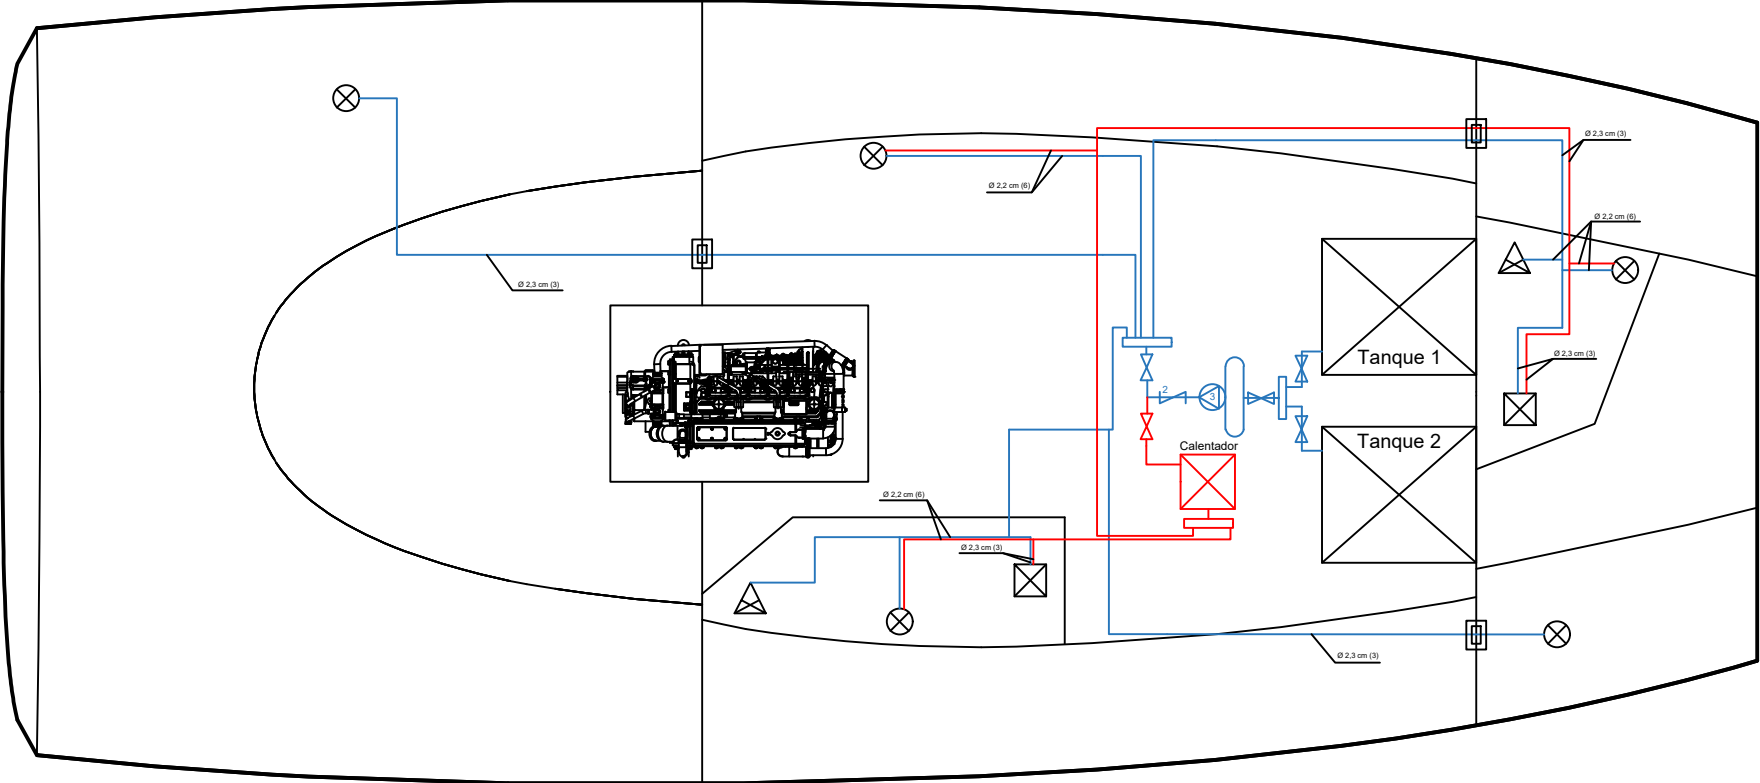 Ø 2,3 cm (3)
Ø 2,2 cm (6)
Ø 2,2 cm (6)
Ø 2,3 cm (3)
Tanque 1
Ø 2,3 cm (3)
2
3
Tanque 2
Calentador
Ø 2,2 cm (6)
Ø 2,3 cm (3)
Ø 2,3 cm (3)